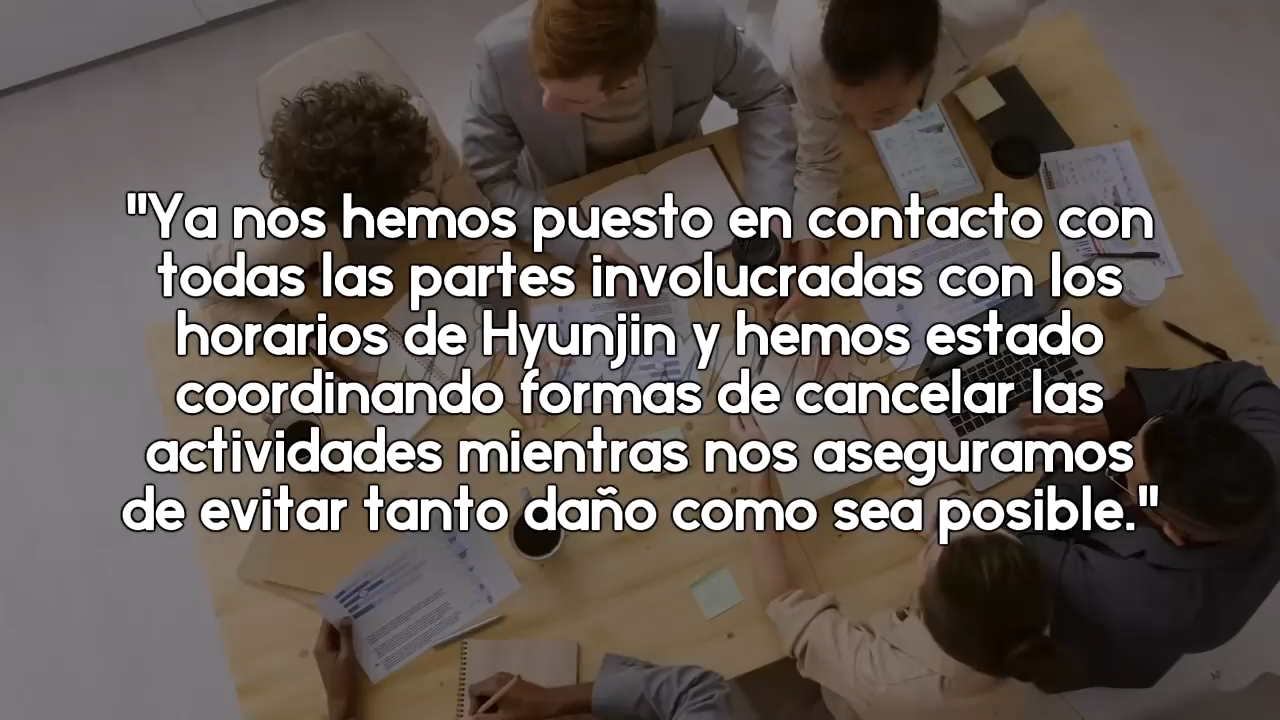 "Ya nos hemos puesto en contacto con
todas las partes involucradas con los
horarios de Hyunjin y hemos estado
coordinando formas de cancelar las
actividades mientras nos aseguramos
de evitar tanto daño como sea posible."